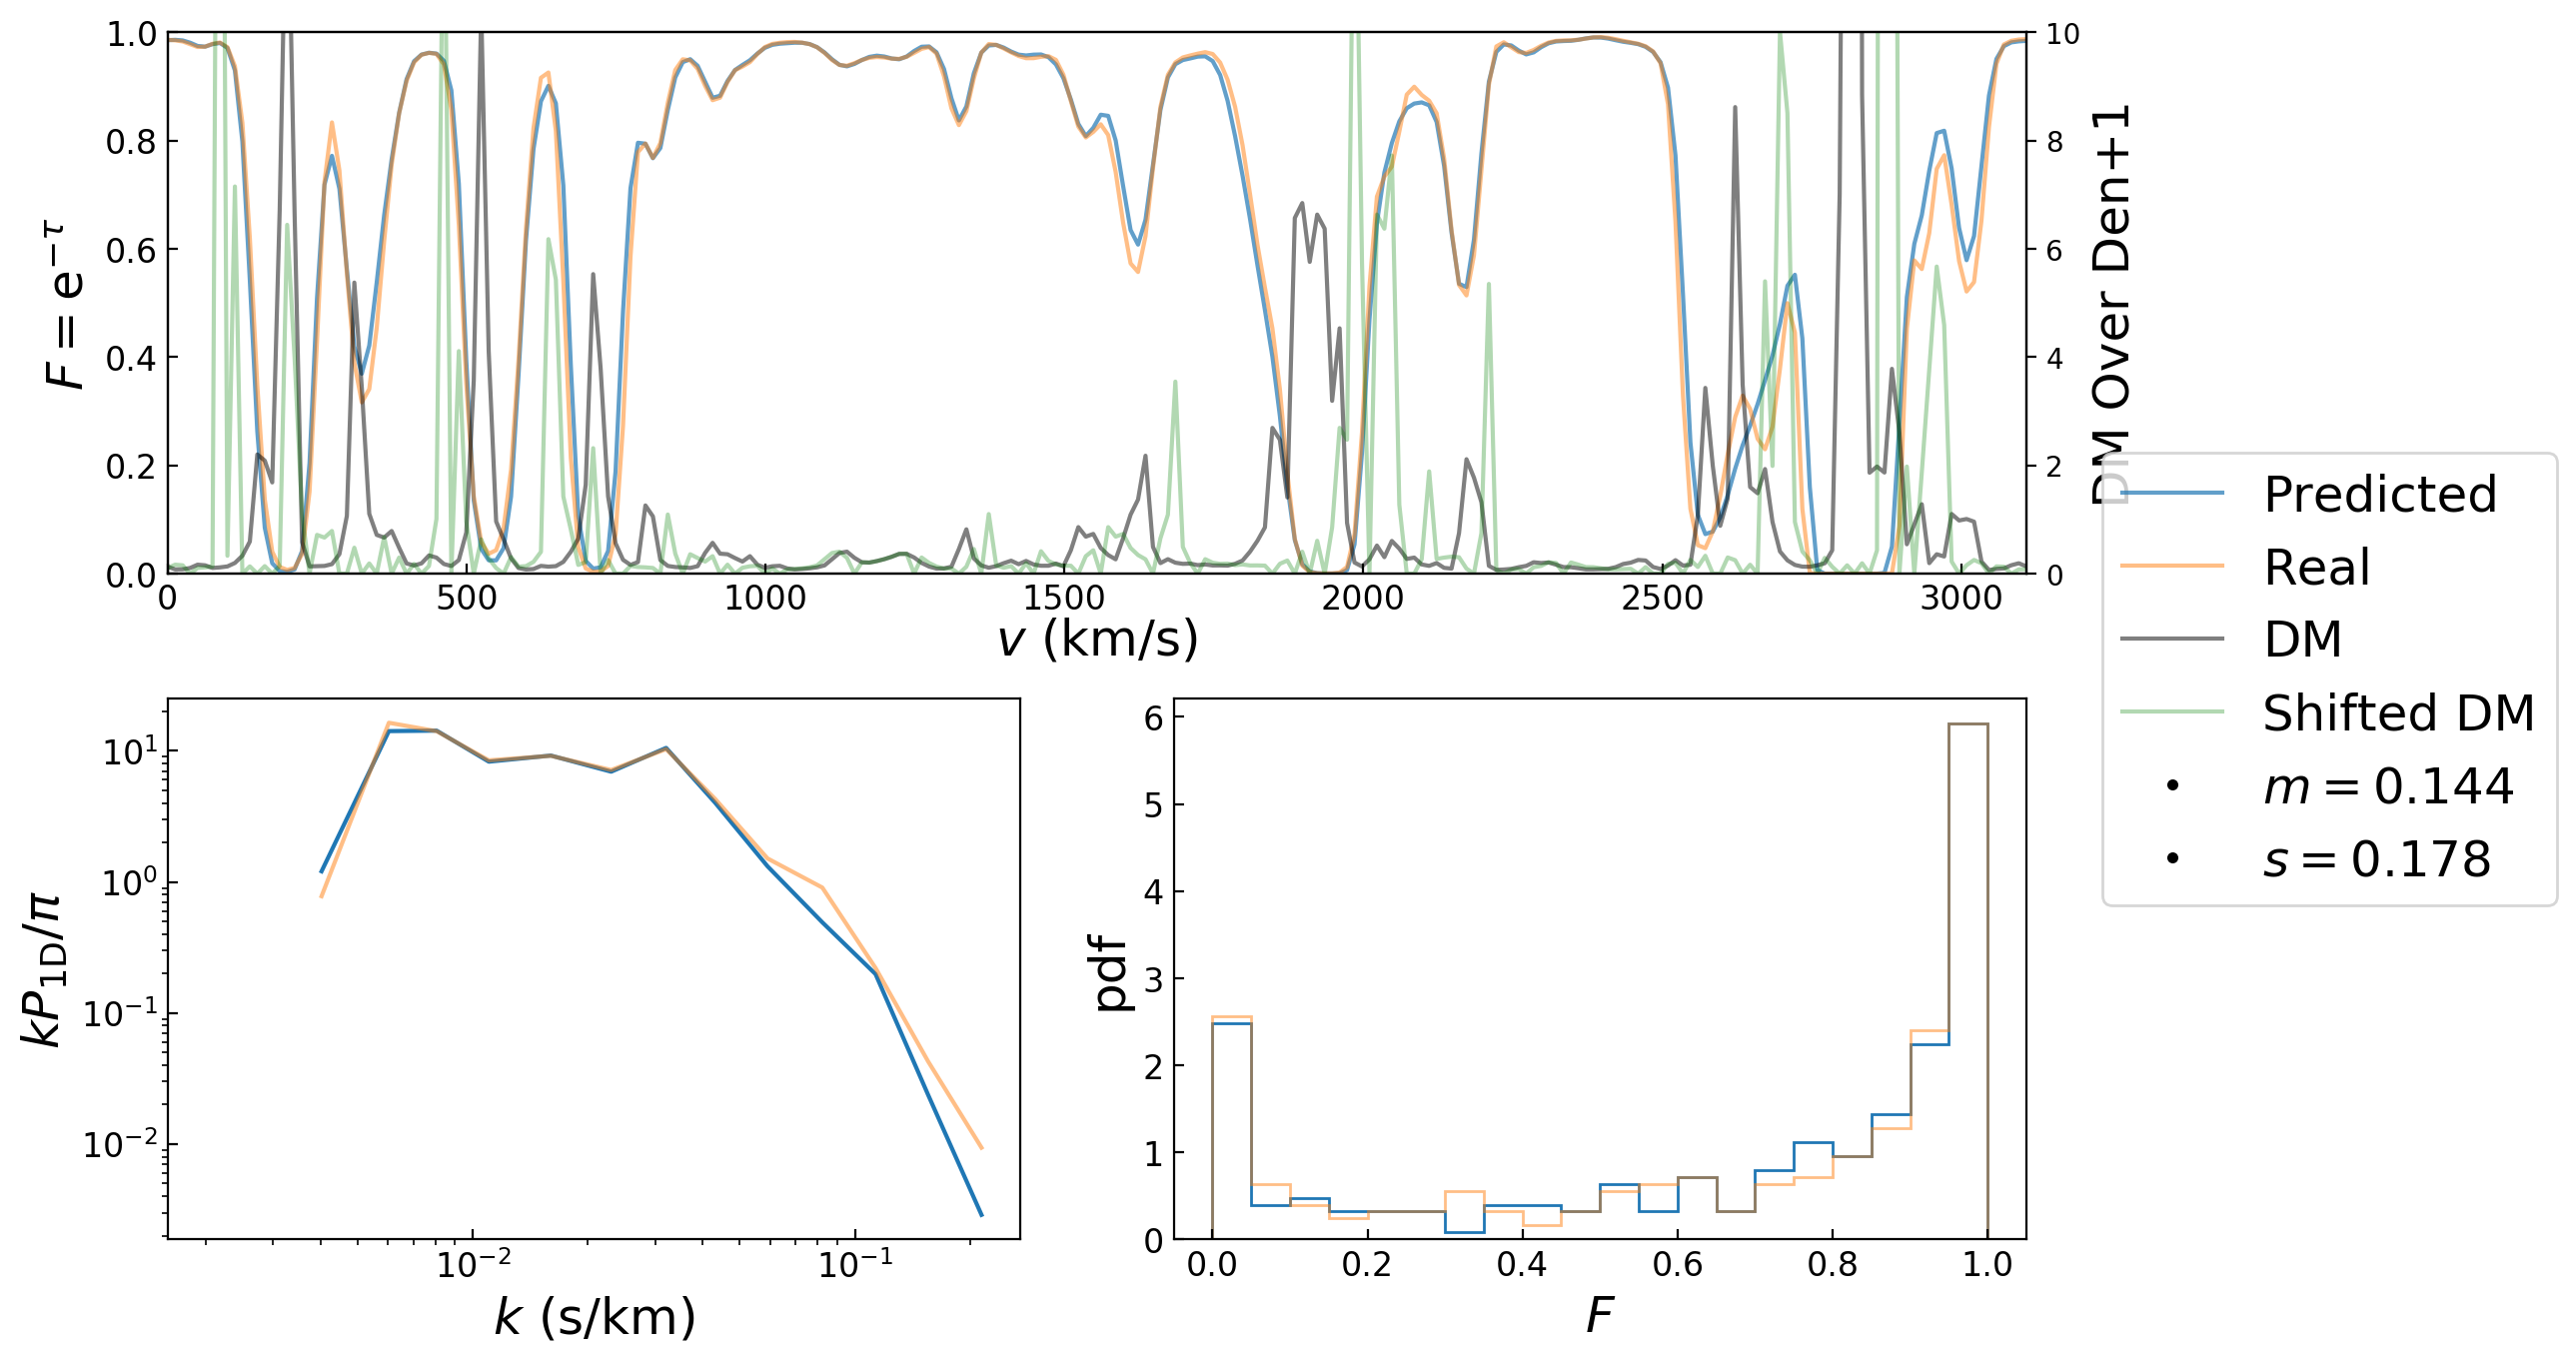 1.0
0.8
0.6
0.4
0.2
0.0
F = e^{−τ}
10
8
6
4
2
0
DM Over Den+1
0 500 1000 1500 2000 2500 3000
v (km/s)
Predicted
Real
DM
Shifted DM
m = 0.144
s = 0.178
10^1
10^0
10^{−1}
10^{−2}
kP_{1D}/π
10^{−2} 10^{−1}
k (s/km)
6
5
4
3
2
1
0
pdf
0.0 0.2 0.4 0.6 0.8 1.0
F